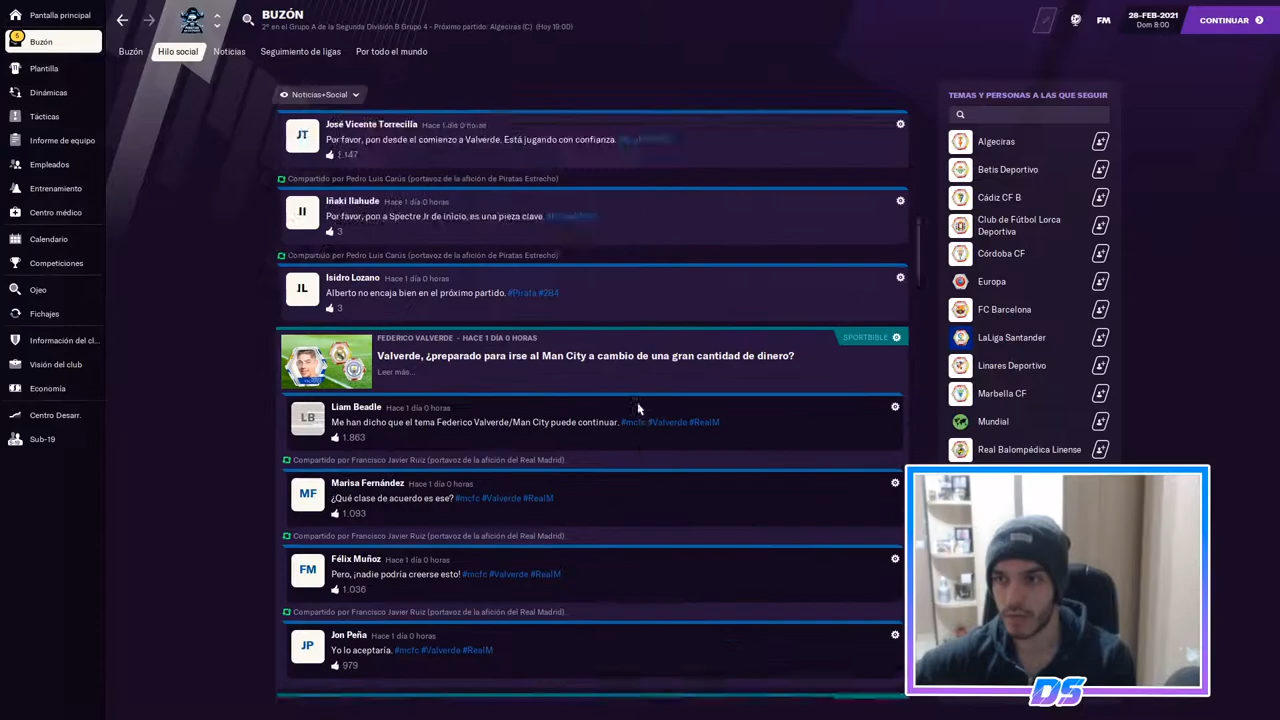 Pantalla principal
BUZÓN
2º en el Grupo A de la Segunda División B Grupo 4 - Próximo partido: Algeciras (C) (Hoy 19:00)
FM
28-FEB-2021
Dom 8:00
CONTINUAR
5
Buzón
Buzón
Hilo social
Noticias
Seguimiento de ligas
Por todo el mundo
Plantilla
Dinámicas
Tácticas
Informe de equipo
Empleados
Entrenamiento
Centro médico
Calendario
Competiciones
Ojeo
Fichajes
Información del cl...
Visión del club
Economía
Centro Desarr.
Sub-19
Noticias+Social
JT
José Vicente Torrecilla
Por favor, pon desde el comienzo a Valverde. Está jugando con confianza.
Compartido por Pedro Luis Carús (portavoz de la afición de Piratas Estrecho)
II
Iñaki Ilahude Hace 1 día 0 horas
Por favor, pon a Spectre Jr de inicio, es una pieza clave.
3
Compartido por Pedro Luis Carús (portavoz de la afición de Piratas Estrecho)
JL
Isidro Lozano Hace 1 día 0 horas
Alberto no encaja bien en el próximo partido. #Pirata #2B4
3
FEDERICO VALVERDE - HACE 1 DÍA 0 HORAS
SPORTBIBLE
Valverde, ¿preparado para irse al Man City a cambio de una gran cantidad de dinero?
Leer más...
LB
Liam Beadle Hace 1 día 0 horas
Me han dicho que el tema Federico Valverde/Man City puede continuar. #mcfc #Valverde #RealM
1.863
Compartido por Francisco Javier Ruiz (portavoz de la afición del Real Madrid)
MF
Marisa Fernández Hace 1 día 0 horas
¿Qué clase de acuerdo es ese? #mcfc #Valverde #RealM
1.093
Compartido por Francisco Javier Ruiz (portavoz de la afición del Real Madrid)
FM
Félix Muñoz Hace 1 día 0 horas
Pero, ¡nadie podría creerse esto! #mcfc #Valverde #RealM
1.036
Compartido por Francisco Javier Ruiz (portavoz de la afición del Real Madrid)
JP
Jon Peña Hace 1 día 0 horas
Yo lo aceptaría. #mcfc #Valverde #RealM
979
TEMAS Y PERSONAS A LAS QUE SEGUIR
Algeciras
Betis Deportivo
Cádiz CF B
Club de Fútbol Lorca
Deportiva
Córdoba CF
Europa
FC Barcelona
LaLiga Santander
Linares Deportivo
Marbella CF
Mundial
Real Balompédica Linense
DS